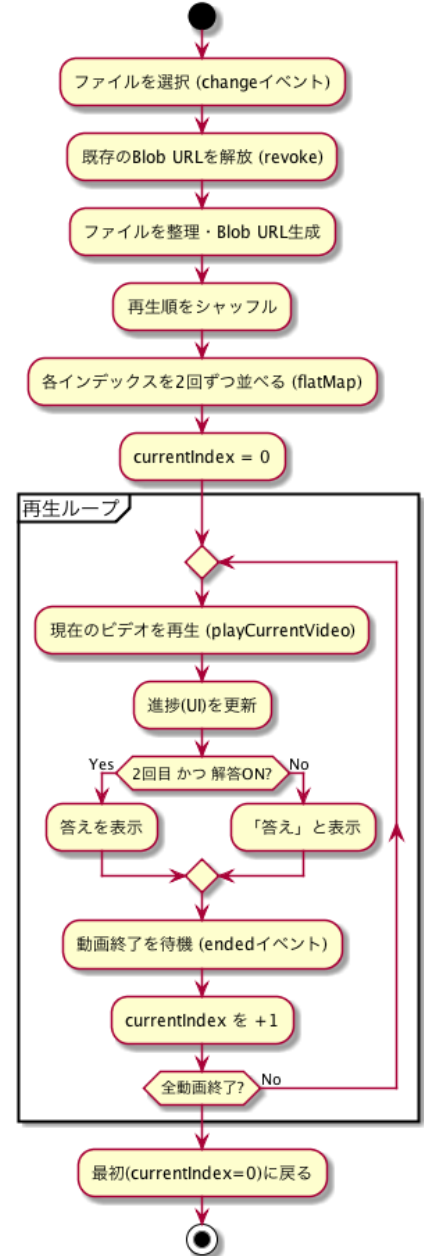 ファイルを選択 (changeイベント)
既存のBlob URLを解放 (revoke)
ファイルを整理・Blob URL生成
再生順をシャッフル
各インデックスを2回ずつ並べる (flatMap)
currentIndex = 0
再生ループ
現在のビデオを再生 (playCurrentVideo)
進捗(UI)を更新
Yes
2回目 かつ 解答ON?
No
答えを表示
「答え」と表示
動画終了を待機 (endedイベント)
currentIndex を +1
全動画終了?
No
最初(currentIndex=0)に戻る